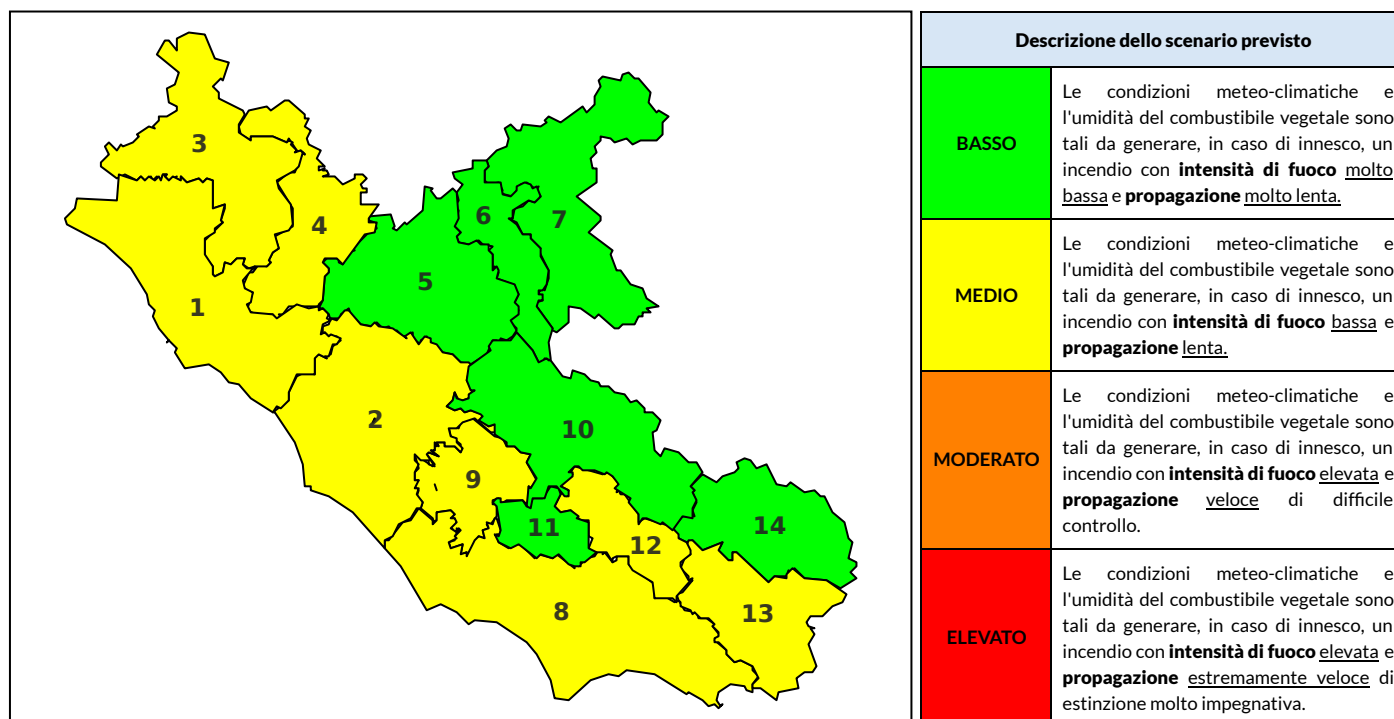 3
4
6
7
5
1
2
10
9
11
14
12
8
13
Descrizione dello scenario previsto
BASSO
Le condizioni meteo-climatiche e
l'umidità del combustibile vegetale sono
tali da generare, in caso di innesco, un
incendio con intensità di fuoco molto
bassa e propagazione molto lenta.
MEDIO
Le condizioni meteo-climatiche e
l'umidità del combustibile vegetale sono
tali da generare, in caso di innesco, un
incendio con intensità di fuoco bassa e
propagazione lenta.
MODERATO
Le condizioni meteo-climatiche e
l'umidità del combustibile vegetale sono
tali da generare, in caso di innesco, un
incendio con intensità di fuoco elevata e
propagazione veloce di difficile
controllo.
ELEVATO
Le condizioni meteo-climatiche e
l'umidità del combustibile vegetale sono
tali da generare, in caso di innesco, un
incendio con intensità di fuoco elevata e
propagazione estremamente veloce di
estinzione molto impegnativa.